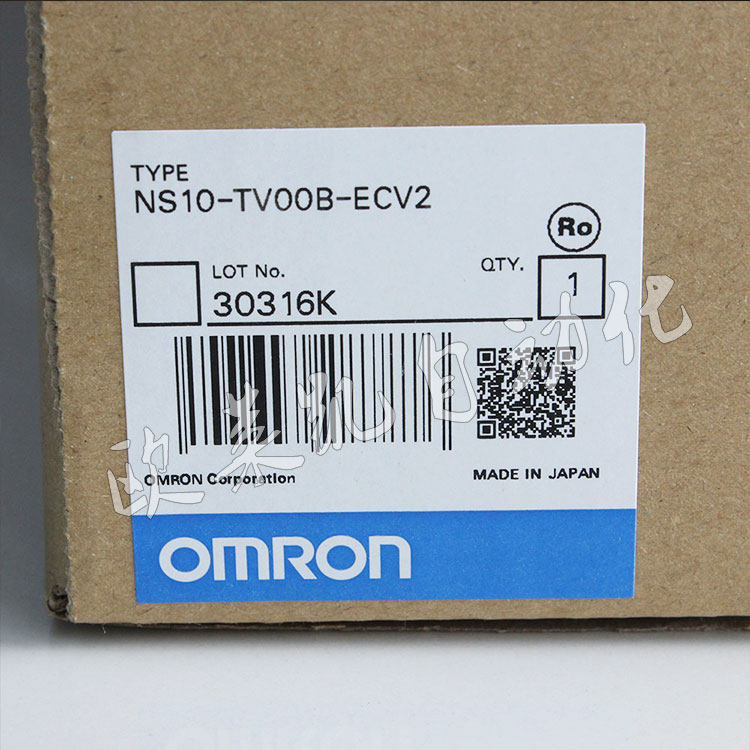 TYPE
NS10-TV00B-ECV2
Ro
LOT No.
QTY.
30316K
1
欧莱凯自动化
OMRON Corporation
MADE IN JAPAN
OMRON